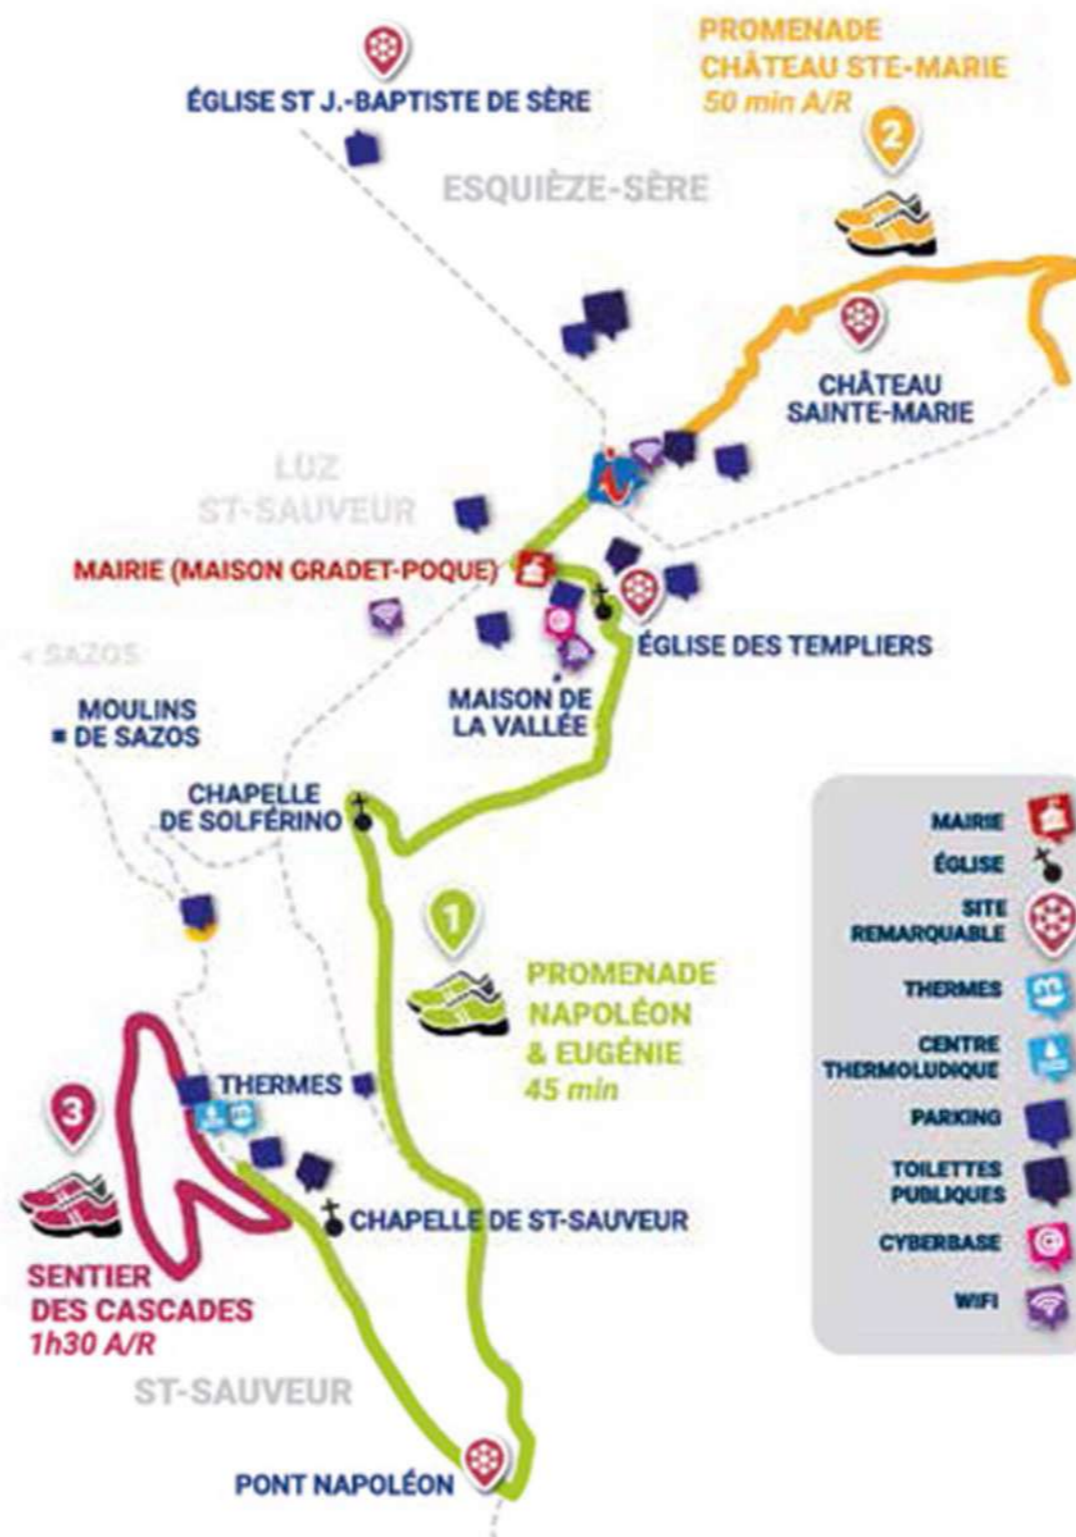 PROMENADE
CHÂTEAU STE-MARIE
50 min A/R
2
ÉGLISE ST J.-BAPTISTE DE SÈRE
ESQUIÈZE-SÈRE
CHÂTEAU
SAINTE-MARIE
LUZ
ST-SAUVEUR
MAIRIE (MAISON GRADET-POQUE)
ÉGLISE DES TEMPLIERS
< SAZOS
MAISON DE
LA VALLÉE
MOULINS
DE SAZOS
CHAPELLE
DE SOLFÉRINO
1
PROMENADE
NAPOLÉON
& EUGÉNIE
45 min
THERMES
3
CHAPELLE DE ST-SAUVEUR
SENTIER
DES CASCADES
1h30 A/R
ST-SAUVEUR
PONT NAPOLÉON
MAIRIE
ÉGLISE
SITE
REMARQUABLE
THERMES
CENTRE
THERMOLUDIQUE
PARKING
TOILETTES
PUBLIQUES
CYBERBASE
WIFI